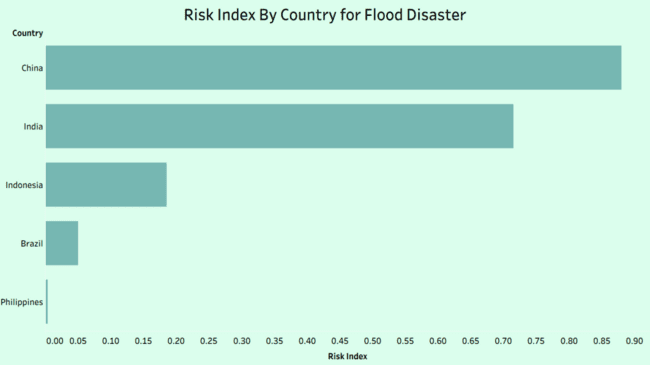 Risk Index By Country for Flood Disaster
Country
China
India
Indonesia
Brazil
Philippines
0.00 0.05 0.10 0.15 0.20 0.25 0.30 0.35 0.40 0.45 0.50 0.55 0.60 0.65 0.70 0.75 0.80 0.85 0.90
Risk Index